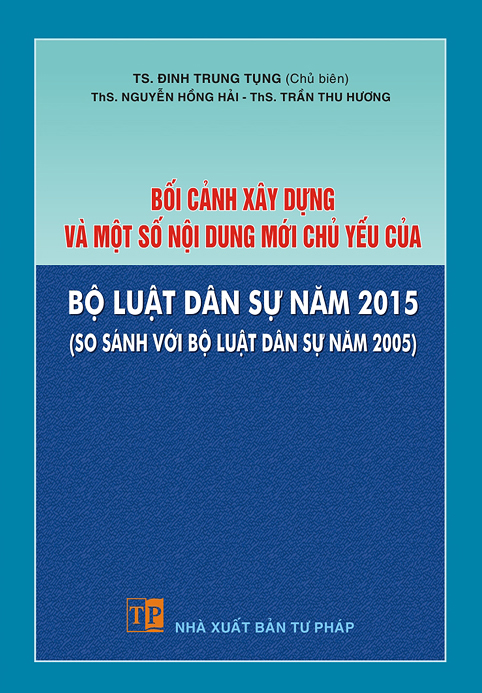 TS. ĐINH TRUNG TỤNG (Chủ biên)
ThS. NGUYỄN HỒNG HẢI - ThS. TRẦN THU HƯƠNG
BỐI CẢNH XÂY DỰNG
VÀ MỘT SỐ NỘI DUNG MỚI CHỦ YẾU CỦA
BỘ LUẬT DÂN SỰ NĂM 2015
(SO SÁNH VỚI BỘ LUẬT DÂN SỰ NĂM 2005)
TP
NHÀ XUẤT BẢN TƯ PHÁP